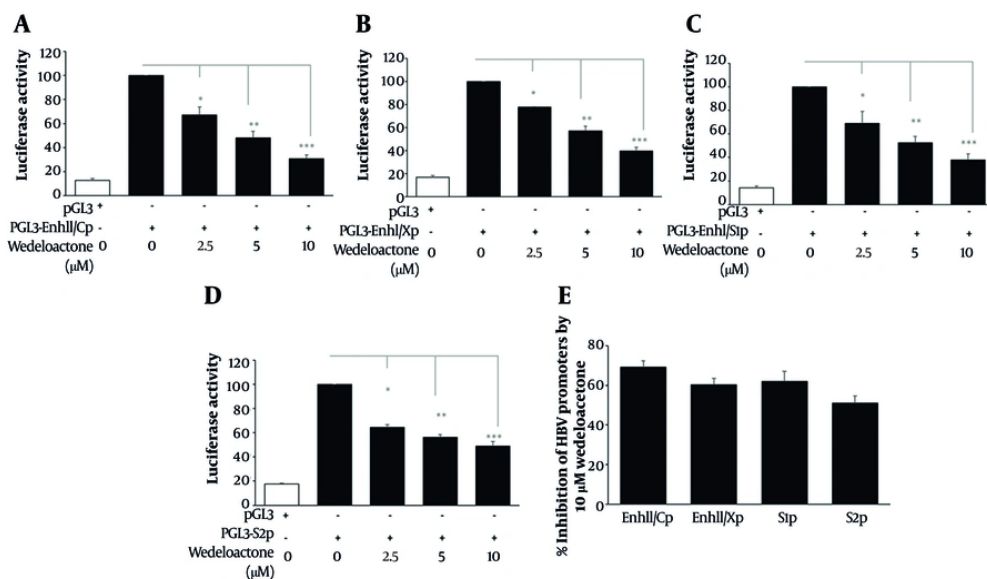 A
Luciferase activity
120
100
80
60
40
20
0
*
**
***
pGL3 + - - - -
PGL3-EnhII/Cp - + + + +
Wedeloactone 0 0 2.5 5 10
(μM)
B
Luciferase activity
120
100
80
60
40
20
0
*
**
***
pGL3 + - - - -
PGL3-Enhl/Xp - + + + +
Wedeloactone 0 0 2.5 5 10
(μM)
C
Luciferase activity
120
100
80
60
40
20
0
*
**
***
pGL3 + - - - -
PGL3-Enhl/S1p - + + + +
Wedeloactone 0 0 2.5 5 10
(μM)
D
Luciferase activity
120
100
80
60
40
20
0
*
**
***
pGL3 + - - - -
PGL3-S2p - + + + +
Wedeloactone 0 0 2.5 5 10
(μM)
E
% Inhibition of HBV promoters by
10 μM wedeloacetone
80
60
40
20
0
EnhII/Cp EnhII/Xp S1p S2p